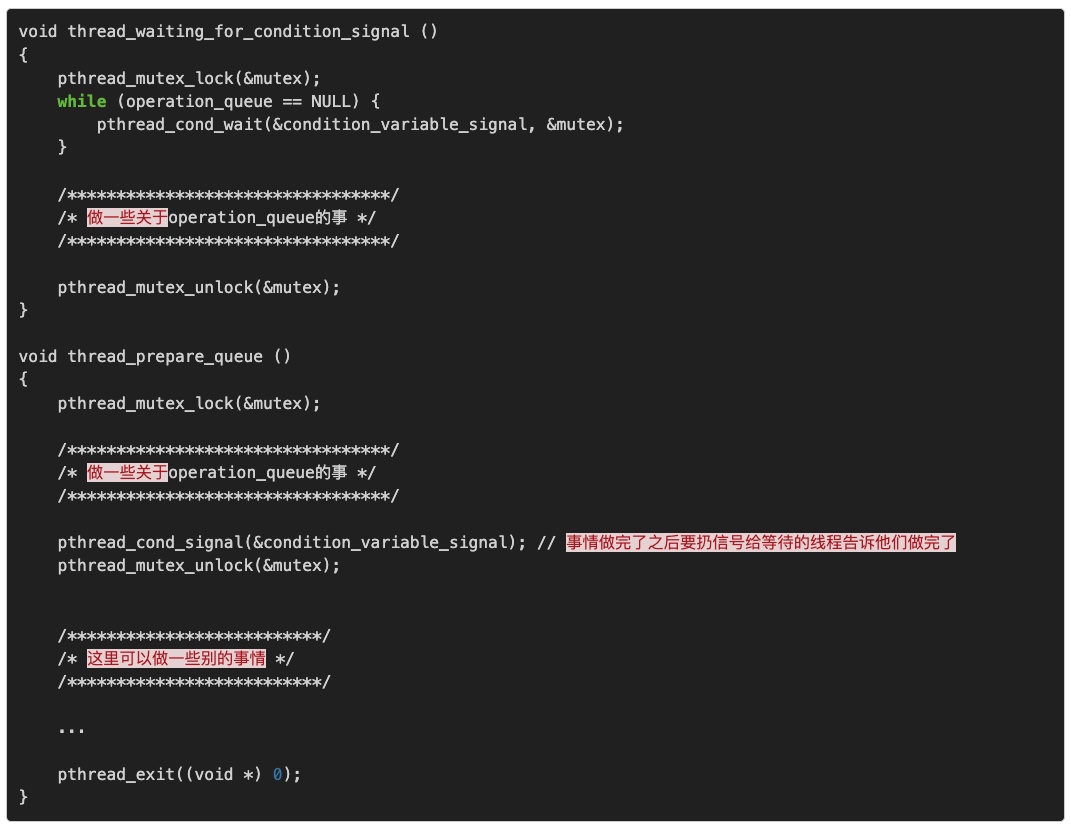 void thread_waiting_for_condition_signal ()
{
    pthread_mutex_lock(&mutex);
    while (operation_queue == NULL) {
        pthread_cond_wait(&condition_variable_signal, &mutex);
    }
    /*********************************/
    /* 做一些关于operation_queue的事 */
    /*********************************/
    pthread_mutex_unlock(&mutex);
}
void thread_prepare_queue ()
{
    pthread_mutex_lock(&mutex);
    /*********************************/
    /* 做一些关于operation_queue的事 */
    /*********************************/
    pthread_cond_signal(&condition_variable_signal); // 事情做完了之后要扔信号给等待的线程告诉他们做完了
    pthread_mutex_unlock(&mutex);
    /**************************/
    /* 这里可以做一些别的事情 */
    /**************************/
    ...
    pthread_exit((void *) 0);
}